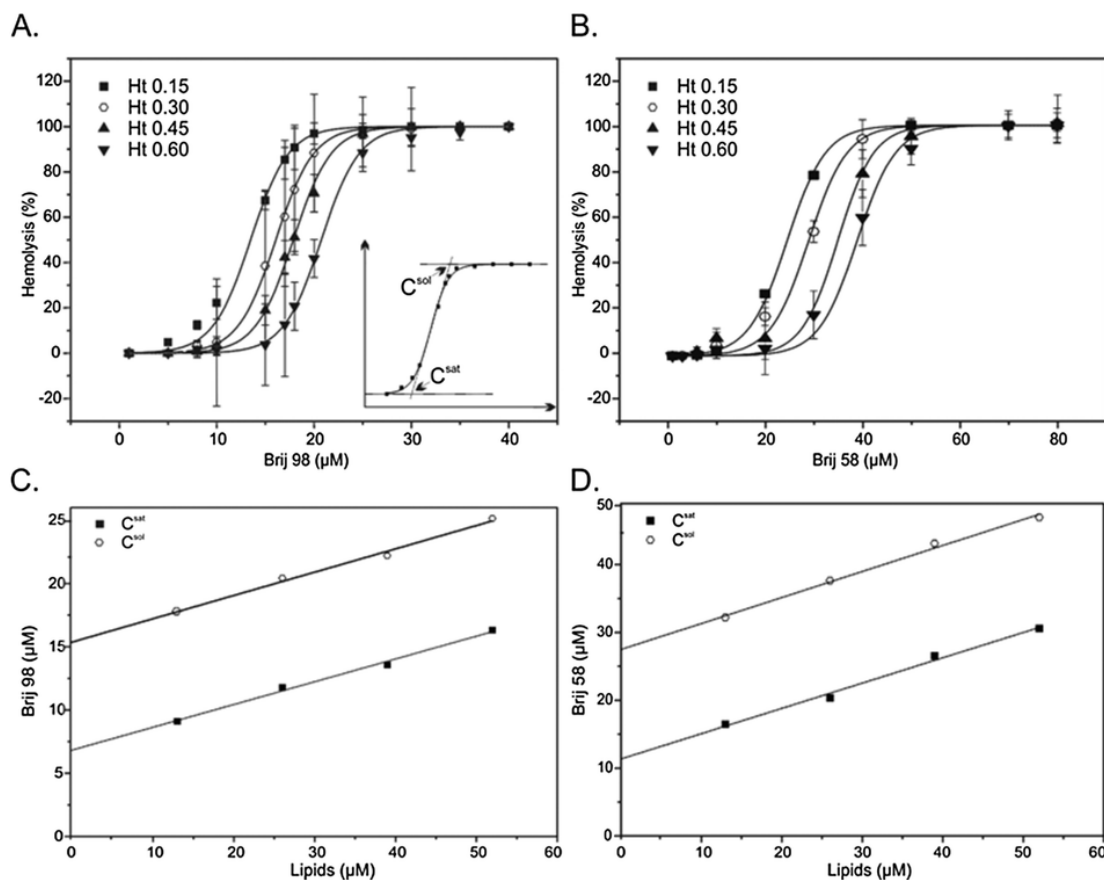 A.
Ht 0.15
Ht 0.30
Ht 0.45
Ht 0.60
120
100
80
60
40
20
0
-20
Hemolysis (%)
C^sol
C^sat
0 10 20 30 40
Brij 98 (µM)
B.
Ht 0.15
Ht 0.30
Ht 0.45
Ht 0.60
120
100
80
60
40
20
0
-20
Hemolysis (%)
0 20 40 60 80
Brij 58 (µM)
C.
C^sat
C^sol
25
20
15
10
5
0
Brij 98 (µM)
0 10 20 30 40 50 60
Lipids (µM)
D.
C^sat
C^sol
50
40
30
20
10
0
Brij 58 (µM)
0 10 20 30 40 50 60
Lipids (µM)